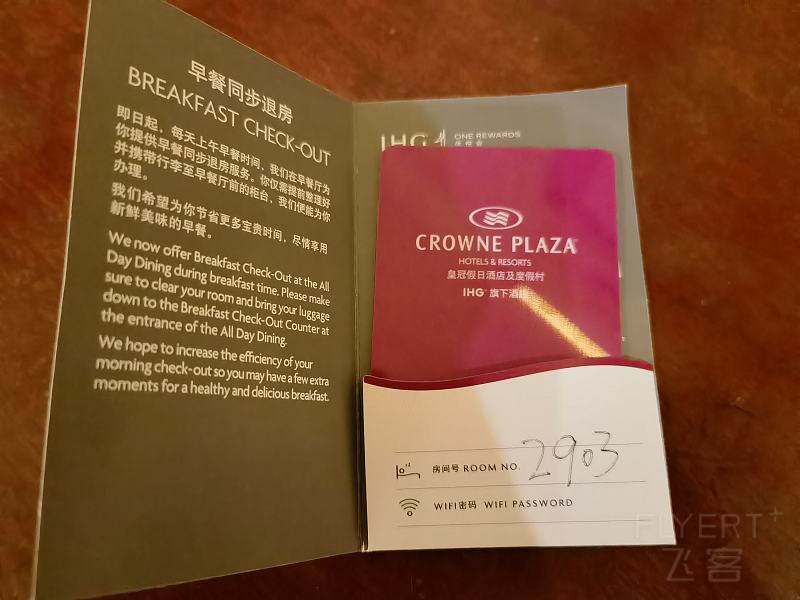 早餐同步退房
BREAKFAST CHECK-OUT
即日起，每天上午早餐时间，我们在早餐厅为
你提供早餐同步退房服务。你仅需提前整理好
并携带行李至早餐厅前的柜台，我们便能为你
办理。
我们希望为你节省更多宝贵时间，尽情享用
新鲜美味的早餐。
We now offer Breakfast Check-Out at the All
Day Dining during breakfast time. Please make
sure to clear your room and bring your luggage
down to the Breakfast Check-Out Counter at
the entrance of the All Day Dining.
We hope to increase the efficiency of your
morning check-out so you may have a few extra
moments for a healthy and delicious breakfast.
IHG
ONE REWARDS
优悦会
CROWNE PLAZA
HOTELS & RESORTS
皇冠假日酒店及度假村
IHG® 旗下酒店
房间号 ROOM NO. 2903
WIFI密码 WIFI PASSWORD
FLYERT+
飞客